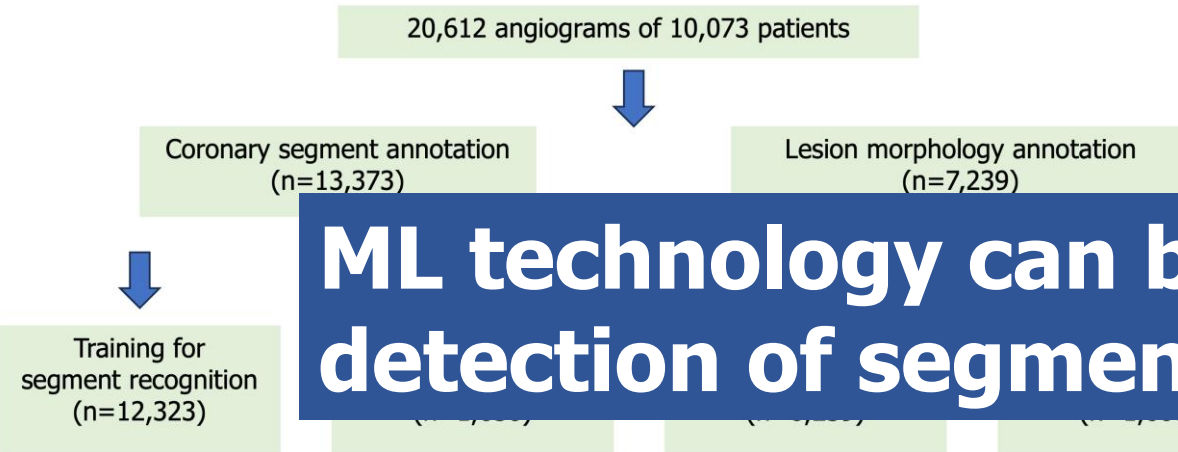 20,612 angiograms of 10,073 patients
Coronary segment annotation
(n=13,373)
Lesion morphology annotation
(n=7,239)
ML technology can b
detection of segmen
Training for
segment recognition
(n=12,323)